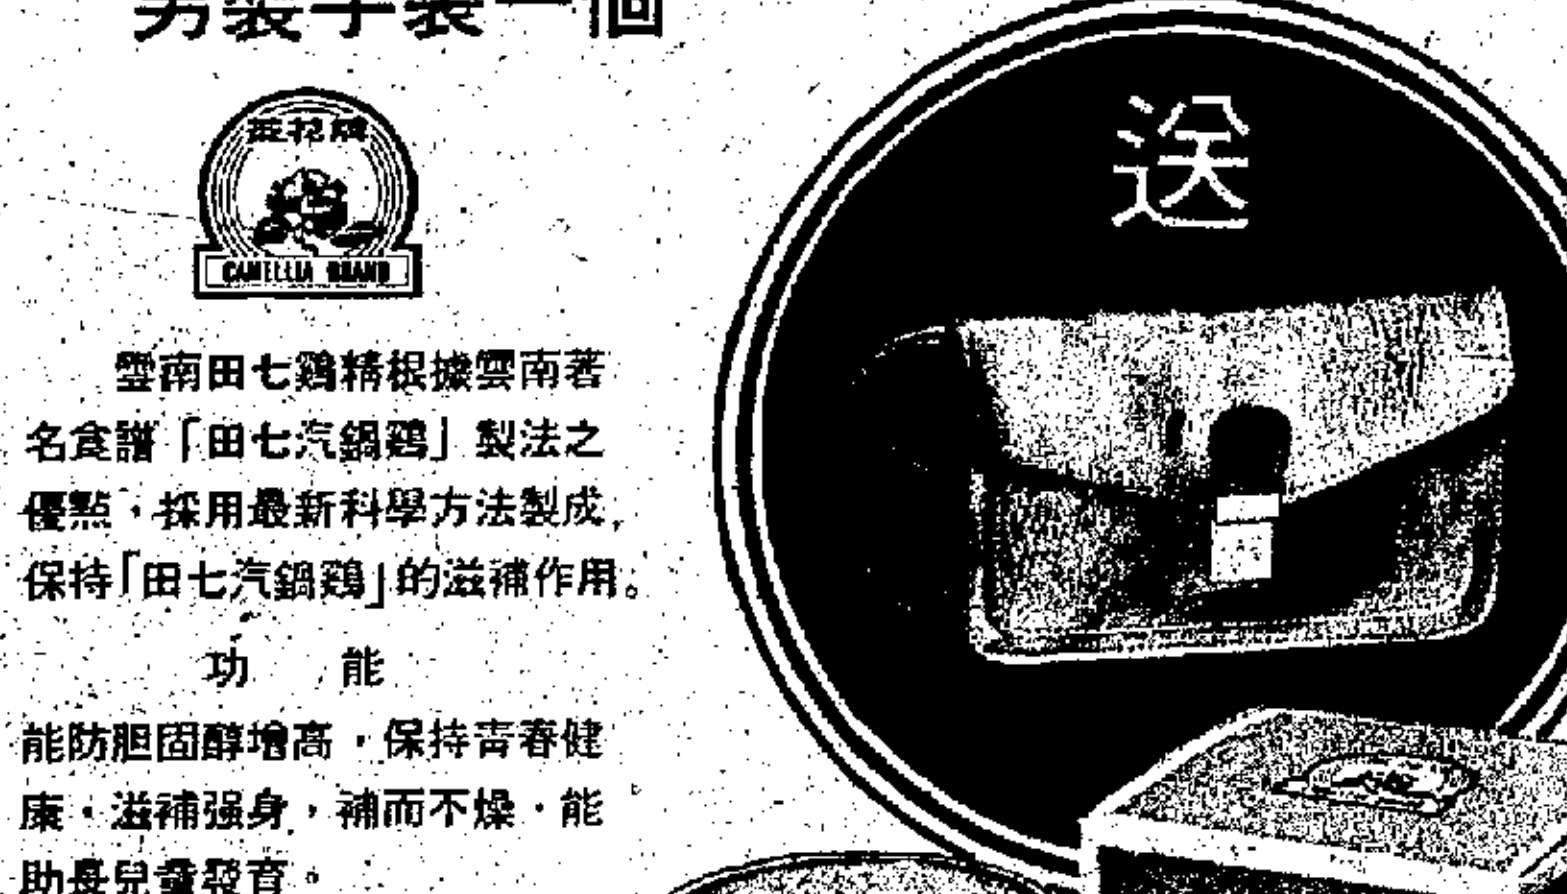 男裝手袋一個
茶花牌
CAMELLIA BRAND
送
雲南田七鷄精根據雲南著
名食譜「田七汽鍋鷄」製法之
優點，採用最新科學方法製成，
保持「田七汽鍋鷄」的滋補作用。
功能
能防胆固醇增高，保持青春健
康，滋補强身，補而不燥，能
助長兒童發育。